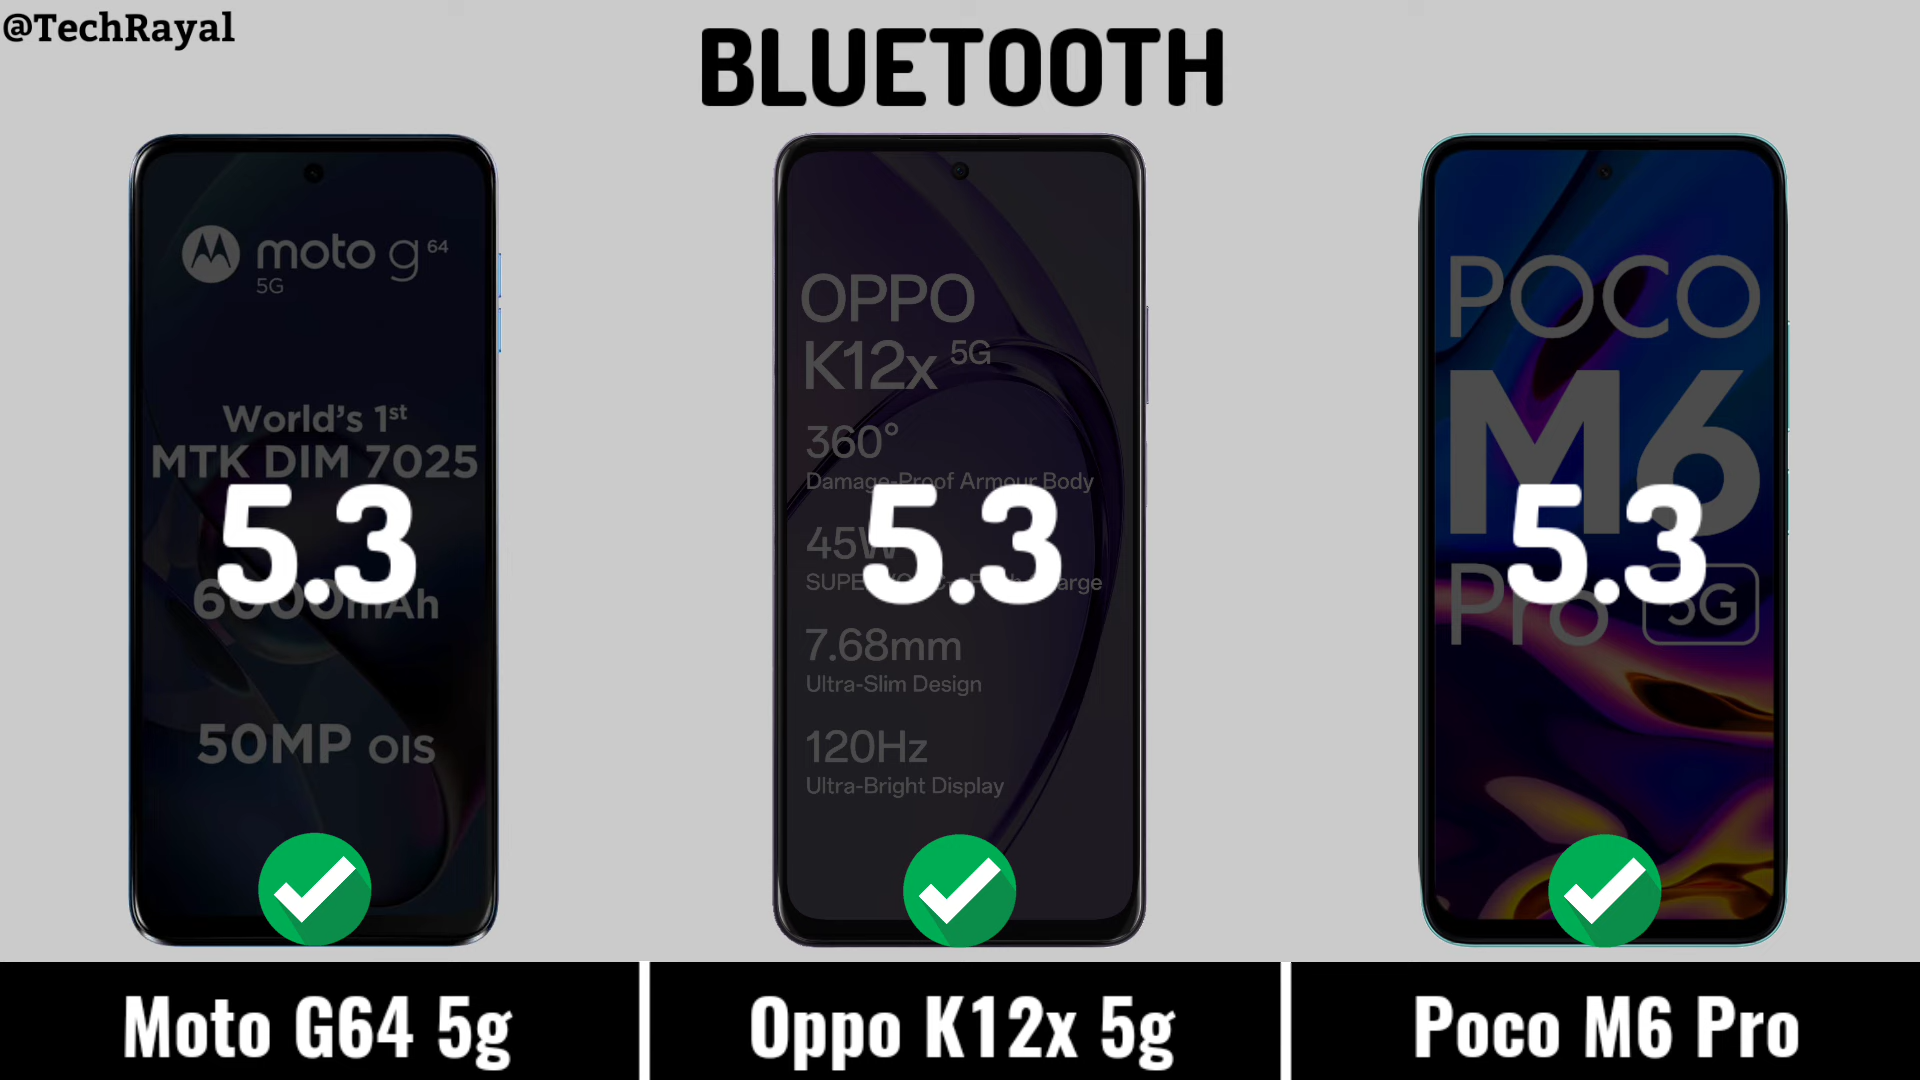 @TechRayal
BLUETOOTH
moto g 64
5G
World's 1st
MTK DIM 7025
5.3
6000mAh
50MP OIS
OPPO
K12x 5G
360°
Damage-Proof Armour Body
45W
5.3
7.68mm
Ultra-Slim Design
120Hz
Ultra-Bright Display
POCO
M6
5.3
Pro 5G
Moto G64 5g
Oppo K12x 5g
Poco M6 Pro